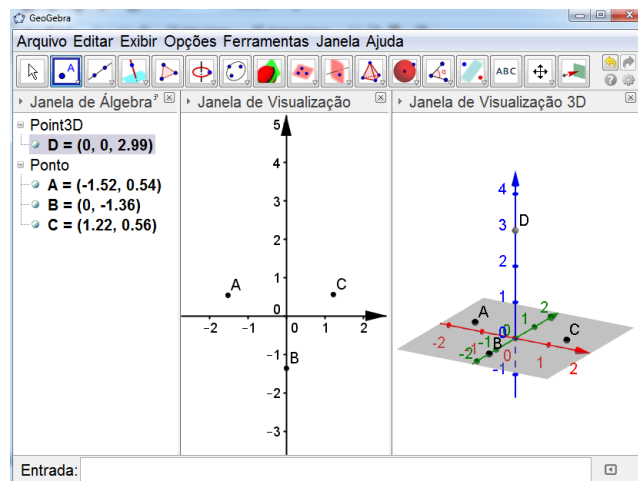 GeoGebra
Arquivo Editar Exibir Opções Ferramentas Janela Ajuda
ABC
Janela de Álgebra
Janela de Visualização
Janela de Visualização 3D
Point3D
D = (0, 0, 2.99)
Ponto
A = (-1.52, 0.54)
B = (0, -1.36)
C = (1.22, 0.56)
5
4
3
2
1
0
-2 -1 0 1 2
-1
-2
-3
A
C
B
4
3
2
1
0
-1
D
A
B
C
-2 -1 0 1 2
-2 -1 0 1 2
Entrada: